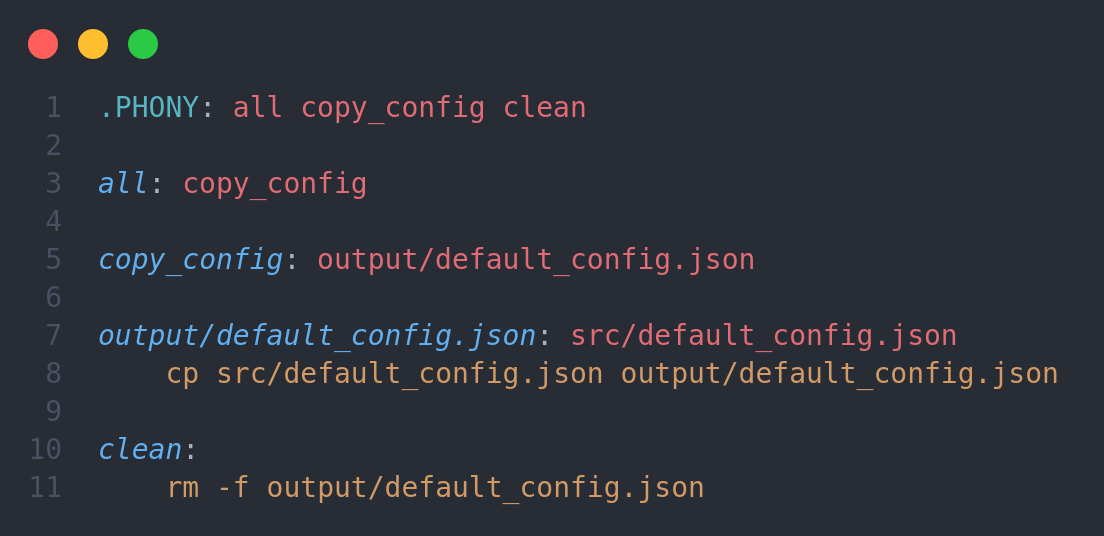 1 .PHONY: all copy_config clean
2
3 all: copy_config
4
5 copy_config: output/default_config.json
6
7 output/default_config.json: src/default_config.json
8     cp src/default_config.json output/default_config.json
9
10 clean:
11     rm -f output/default_config.json